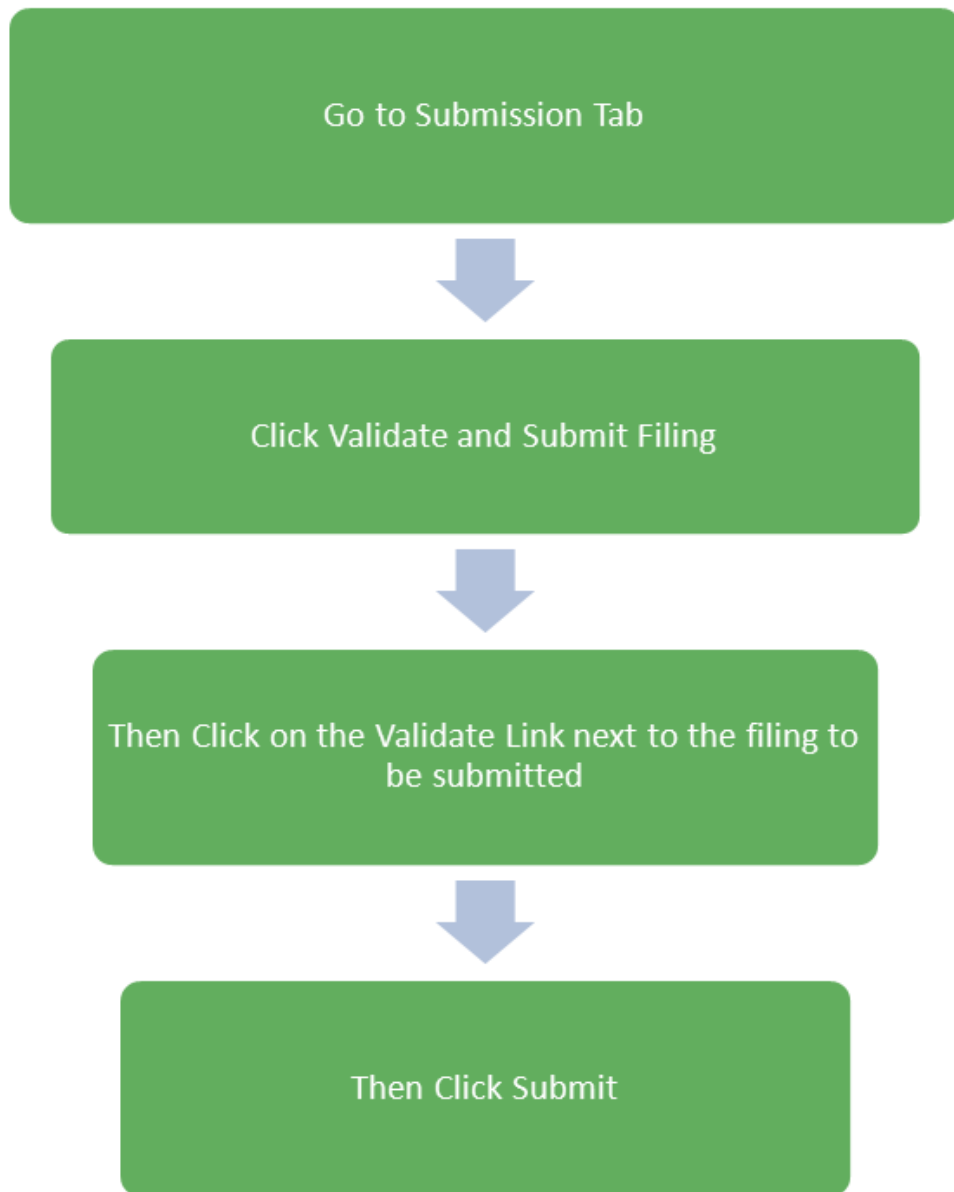 Go to Submission Tab
Click Validate and Submit Filing
Then Click on the Validate Link next to the filing to
be submitted
Then Click Submit